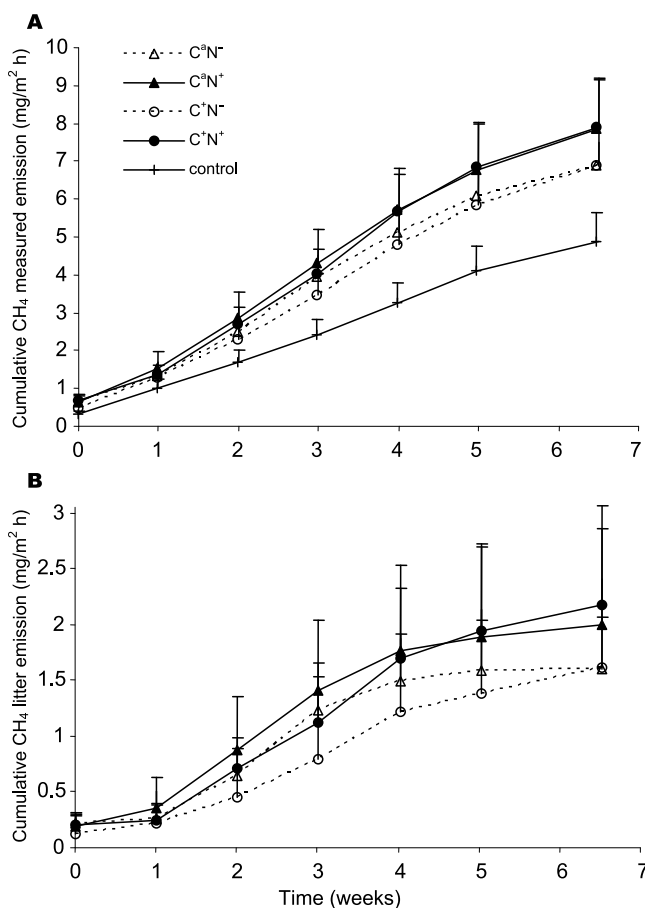 A
Cumulative CH₄ measured emission (mg/m² h)
10
9
8
7
6
5
4
3
2
1
0
CᵃN⁻
CᵃN⁺
C⁺N⁻
C⁺N⁺
control
0 1 2 3 4 5 6 7
B
Cumulative CH₄ litter emission (mg/m² h)
3
2.5
2
1.5
1
0.5
0
0 1 2 3 4 5 6 7
Time (weeks)